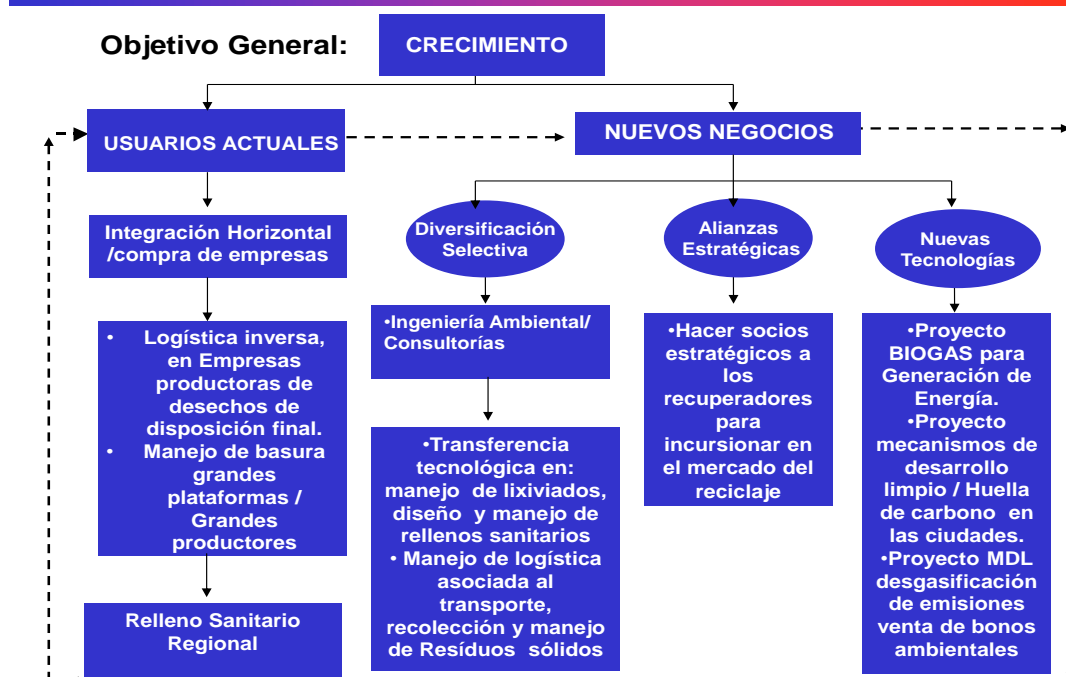 Objetivo General:
CRECIMIENTO
USUARIOS ACTUALES
NUEVOS NEGOCIOS
Integración Horizontal
/compra de empresas
• Logística inversa,
en Empresas
productoras de
desechos de
disposición final.
• Manejo de basura
grandes
plataformas /
Grandes
productores
Relleno Sanitario
Regional
Diversificación
Selectiva
•Ingeniería Ambiental/
Consultorías
•Transferencia
tecnológica en:
manejo de lixiviados,
diseño y manejo de
rellenos sanitarios
• Manejo de logística
asociada al
transporte,
recolección y manejo
de Resíduos sólidos
Alianzas
Estratégicas
•Hacer socios
estratégicos a
los
recuperadores
para
incursionar en
el mercado del
reciclaje
Nuevas
Tecnologías
•Proyecto
BIOGAS para
Generación de
Energía.
•Proyecto
mecanismos de
desarrollo
limpio / Huella
de carbono en
las ciudades.
•Proyecto MDL
desgasificación
de emisiones
venta de bonos
ambientales